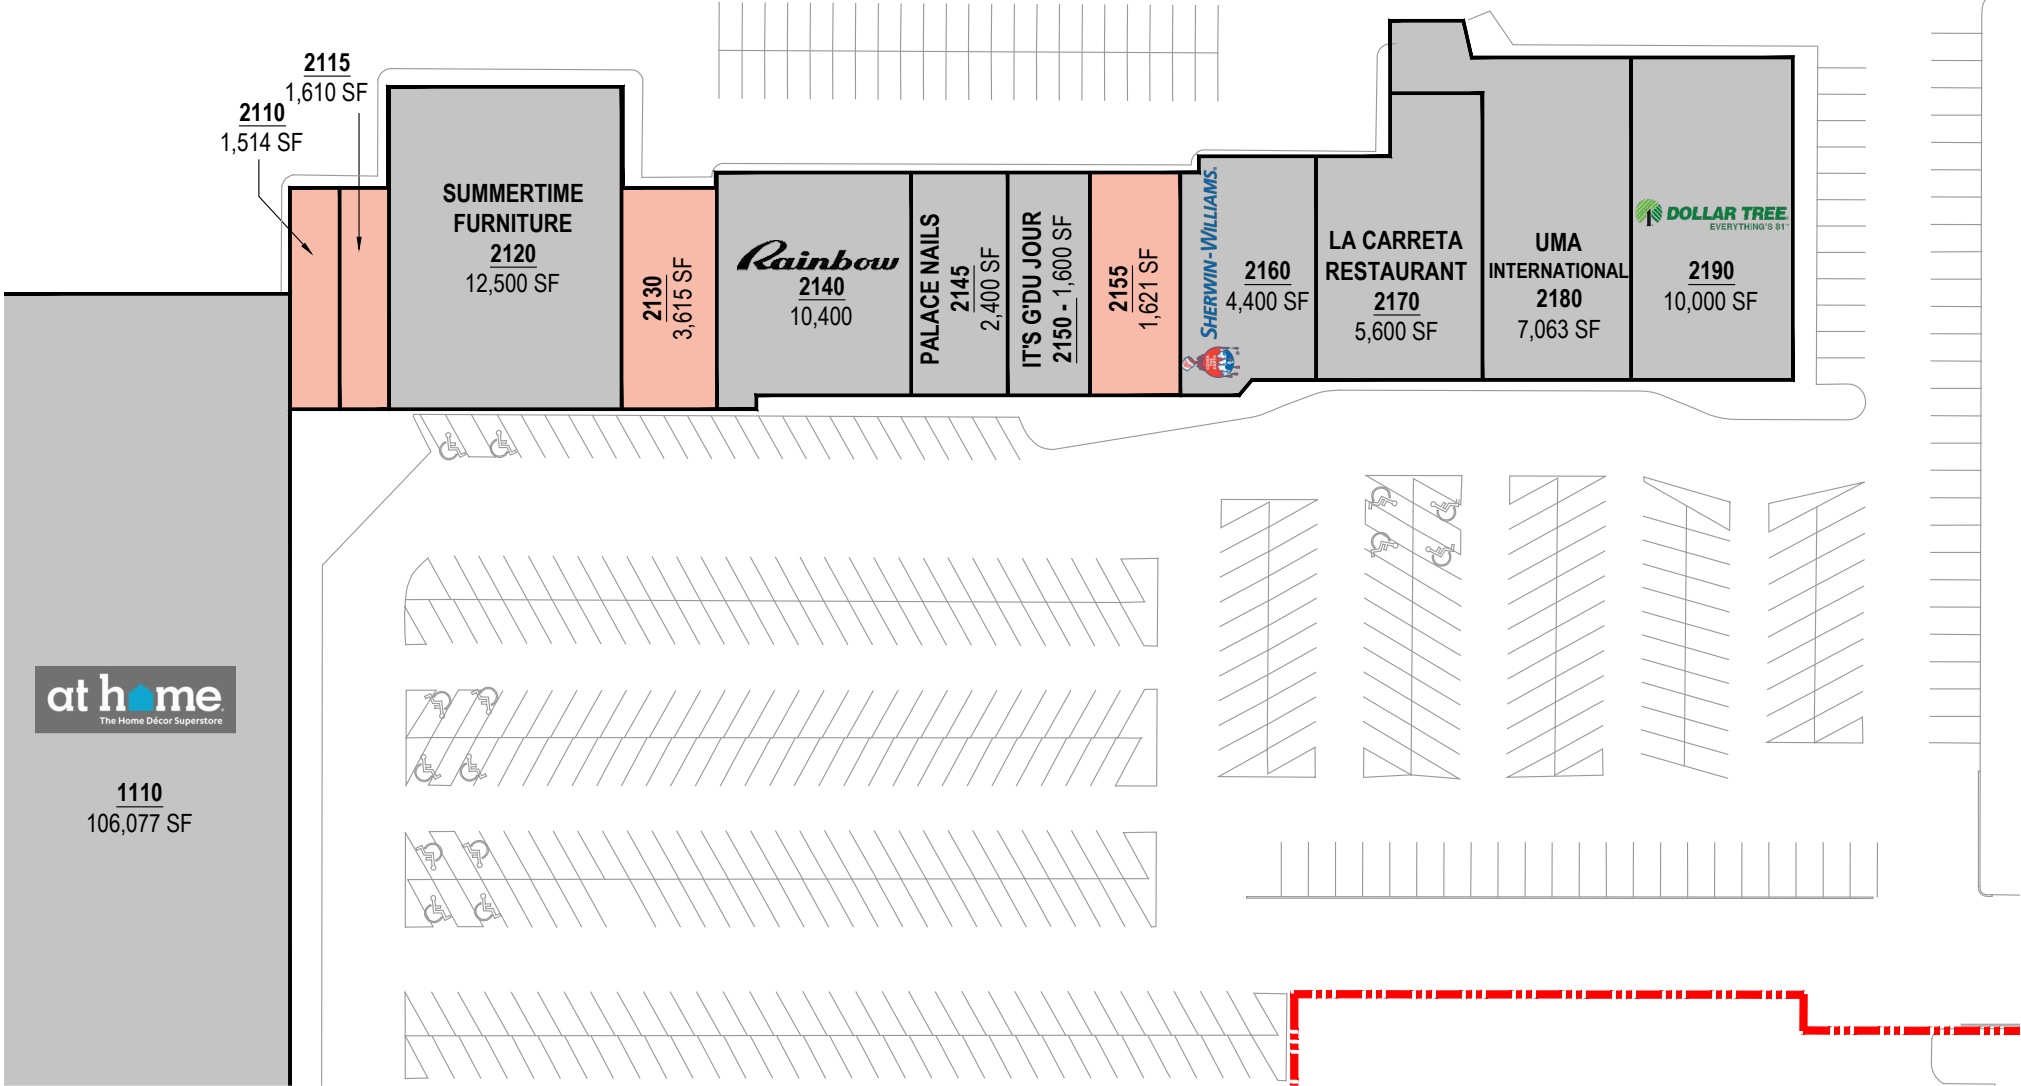 2115
1,610 SF
2110
1,514 SF
SUMMERTIME
FURNITURE
2120
12,500 SF
2130
3,615 SF
Rainbow
2140
10,400
PALACE NAILS
2145
2,400 SF
IT'S G'DU JOUR
2150 - 1,600 SF
2155
1,621 SF
SHERWIN-WILLIAMS.
2160
4,400 SF
LA CARRETA
RESTAURANT
2170
5,600 SF
UMA
INTERNATIONAL
2180
7,063 SF
DOLLAR TREE
EVERYTHING'S $1
2190
10,000 SF
at home
The Home Décor Superstore
1110
106,077 SF